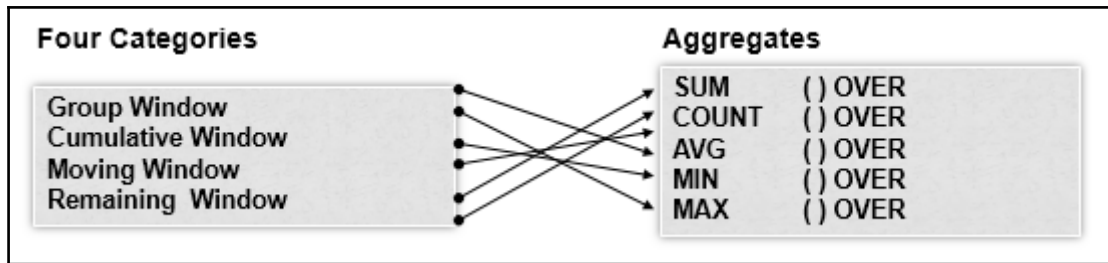 Four Categories
Group Window
Cumulative Window
Moving Window
Remaining Window
Aggregates
SUM ( ) OVER
COUNT ( ) OVER
AVG ( ) OVER
MIN ( ) OVER
MAX ( ) OVER